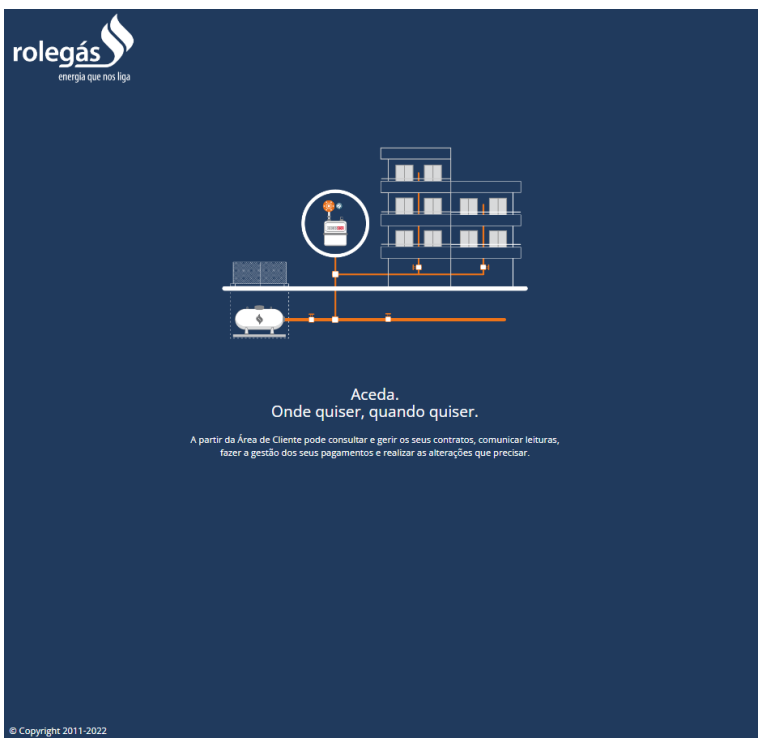 rolegás
energia que nos liga
Aceda.
Onde quiser, quando quiser.
A partir da Área de Cliente pode consultar e gerir os seus contratos, comunicar leituras,
fazer a gestão dos seus pagamentos e realizar as alterações que precisar.
© Copyright 2011-2022